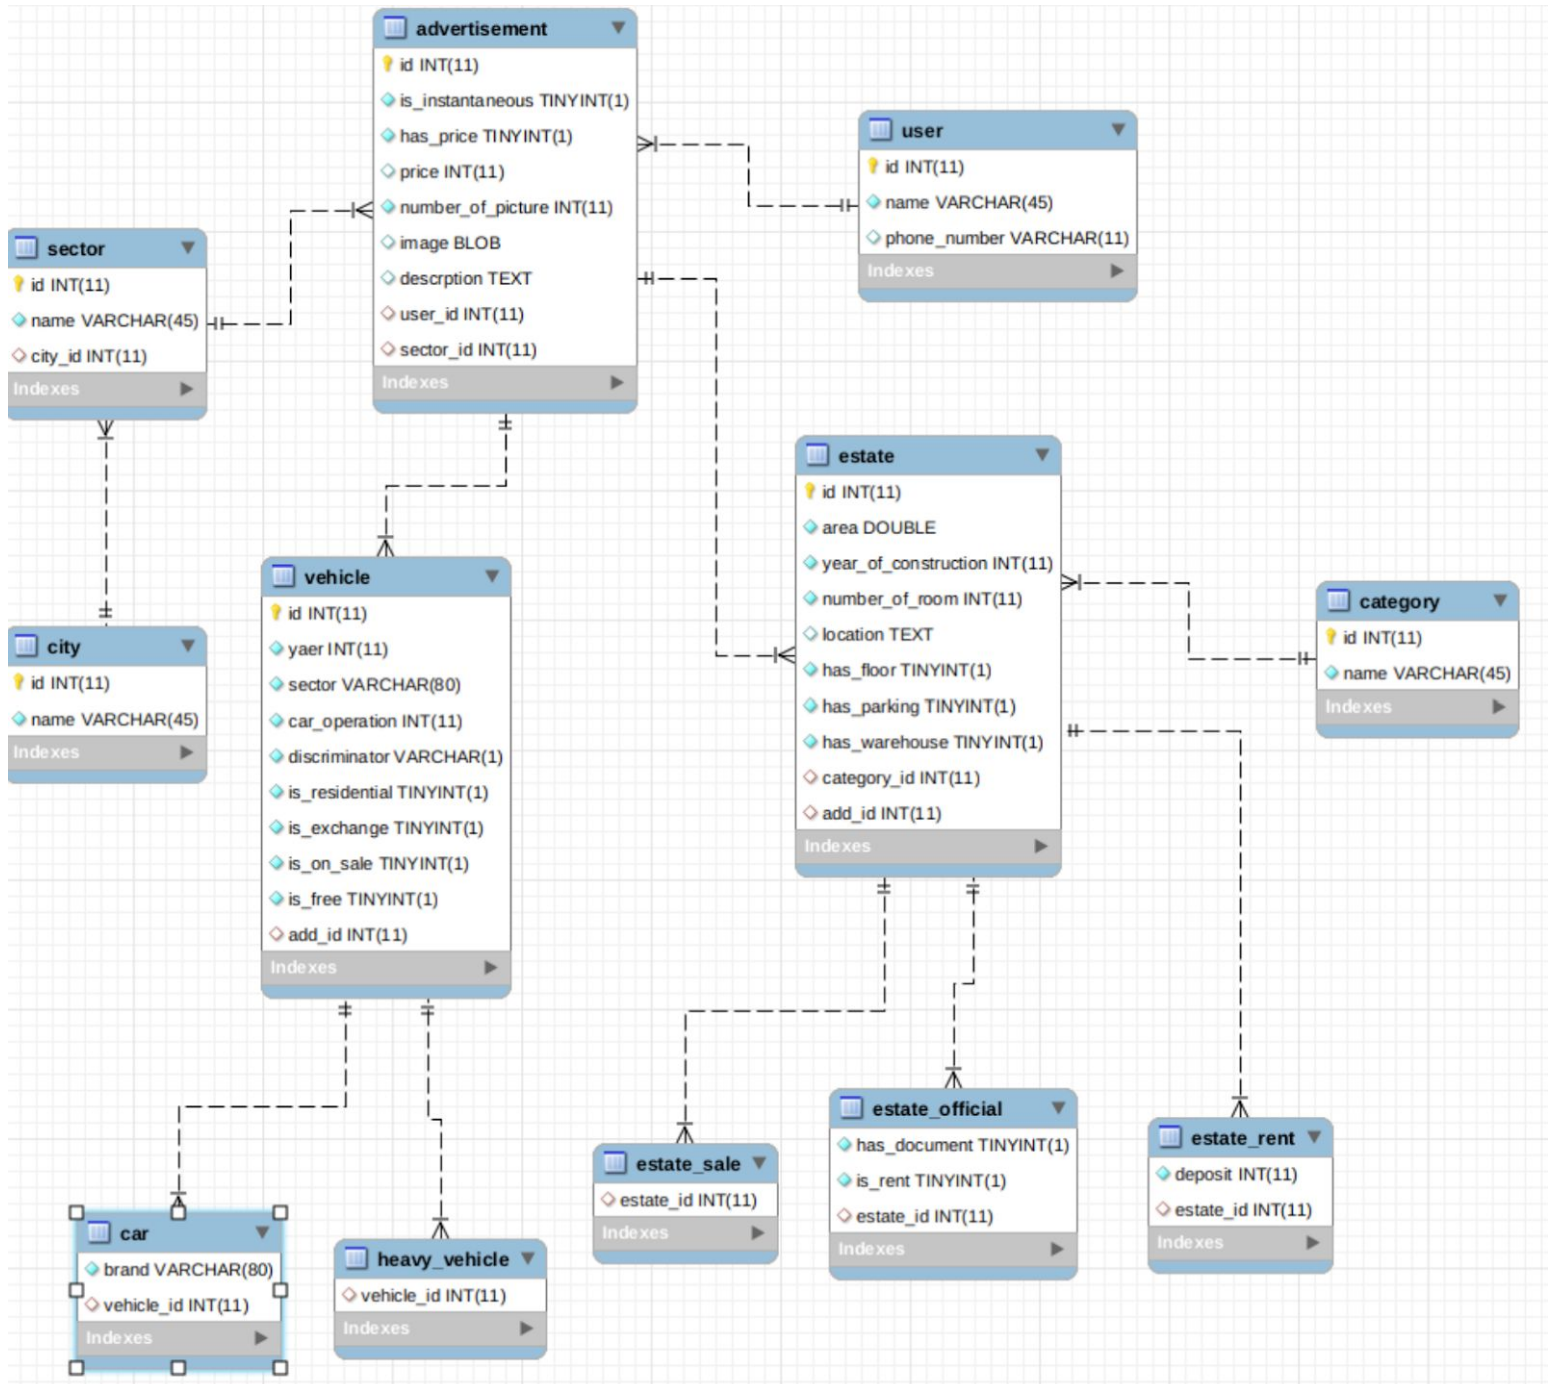 advertisement
id INT(11)
is_instantaneous TINYINT(1)
has_price TINYINT(1)
price INT(11)
number_of_picture INT(11)
image BLOB
descrption TEXT
user_id INT(11)
sector_id INT(11)
Indexes
user
id INT(11)
name VARCHAR(45)
phone_number VARCHAR(11)
Indexes
sector
id INT(11)
name VARCHAR(45)
city_id INT(11)
Indexes
estate
id INT(11)
area DOUBLE
year_of_construction INT(11)
number_of_room INT(11)
location TEXT
has_floor TINYINT(1)
has_parking TINYINT(1)
has_warehouse TINYINT(1)
category_id INT(11)
add_id INT(11)
Indexes
vehicle
id INT(11)
yaer INT(11)
sector VARCHAR(80)
car_operation INT(11)
discriminator VARCHAR(1)
is_residential TINYINT(1)
is_exchange TINYINT(1)
is_on_sale TINYINT(1)
is_free TINYINT(1)
add_id INT(11)
Indexes
category
id INT(11)
name VARCHAR(45)
Indexes
city
id INT(11)
name VARCHAR(45)
Indexes
estate_official
has_document TINYINT(1)
is_rent TINYINT(1)
estate_id INT(11)
Indexes
estate_rent
deposit INT(11)
estate_id INT(11)
Indexes
estate_sale
estate_id INT(11)
Indexes
car
brand VARCHAR(80)
vehicle_id INT(11)
Indexes
heavy_vehicle
vehicle_id INT(11)
Indexes